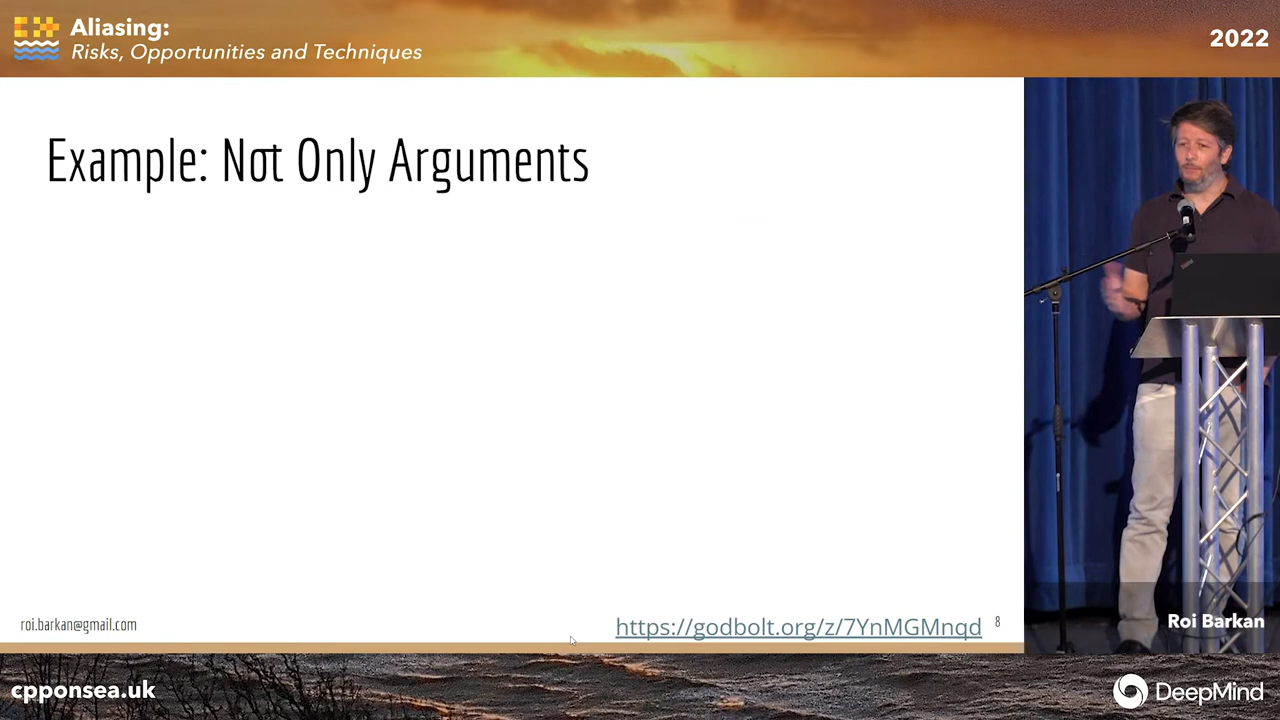 Aliasing:
Risks, Opportunities and Techniques
2022
Example: Not Only Arguments
roi.barkan@gmail.com
https://godbolt.org/z/7YnMGMnqd
8
Roi Barkan
cpponsea.uk
DeepMind